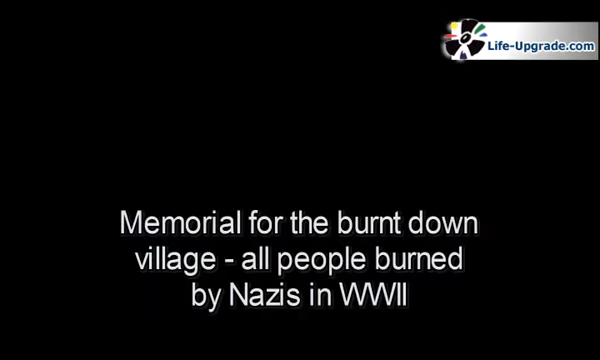 Life-Upgrade.com
Memorial for the burnt down
village - all people burned
by Nazis in WWII